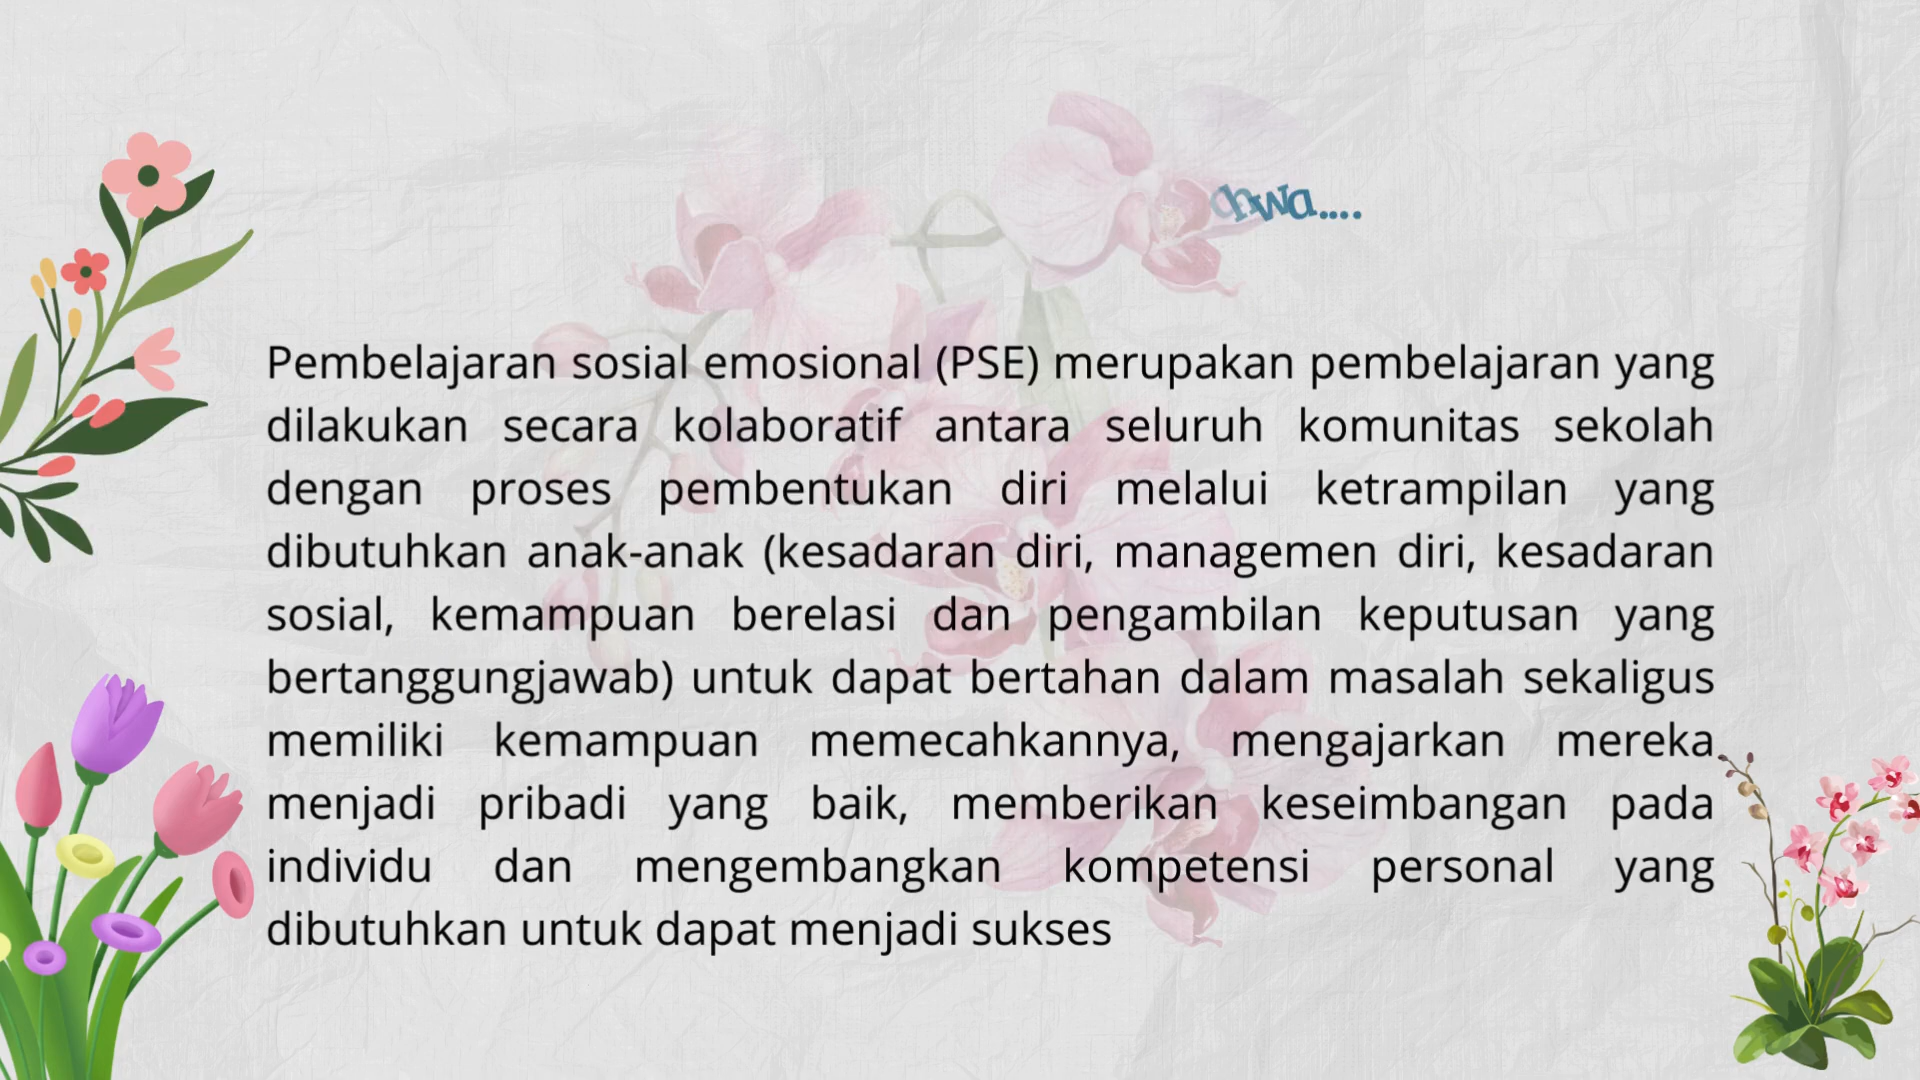 Pembelajaran sosial emosional (PSE) merupakan pembelajaran yang
dilakukan secara kolaboratif antara seluruh komunitas sekolah
dengan proses pembentukan diri melalui ketrampilan yang
dibutuhkan anak-anak (kesadaran diri, managemen diri, kesadaran
sosial, kemampuan berelasi dan pengambilan keputusan yang
bertanggungjawab) untuk dapat bertahan dalam masalah sekaligus
memiliki kemampuan memecahkannya, mengajarkan mereka
menjadi pribadi yang baik, memberikan keseimbangan pada
individu dan mengembangkan kompetensi personal yang
dibutuhkan untuk dapat menjadi sukses